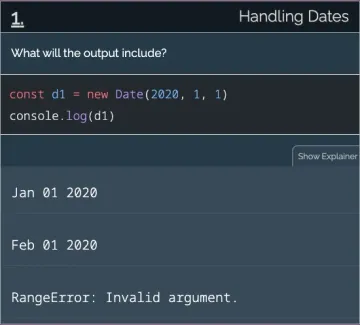 1.
Handling Dates
What will the output include?
const d1 = new Date(2020, 1, 1)
console.log(d1)
Show Explainer
Jan 01 2020
Feb 01 2020
RangeError: Invalid argument.